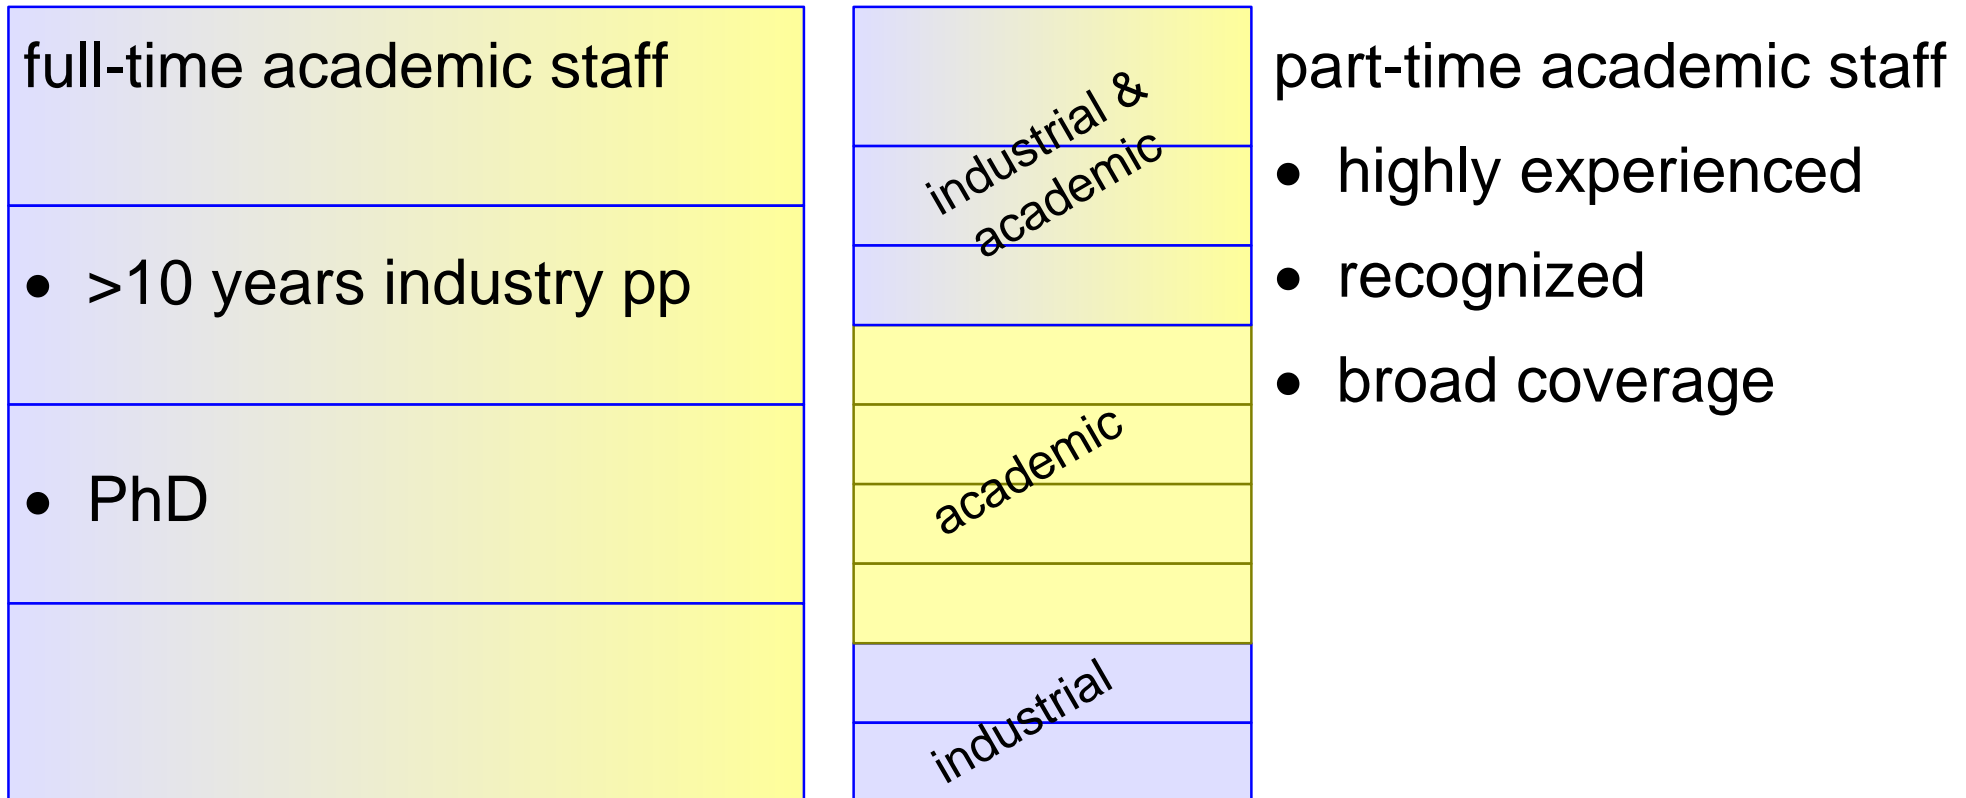 full-time academic staff
• >10 years industry pp
• PhD
industrial &
academic
academic
industrial
part-time academic staff
• highly experienced
• recognized
• broad coverage